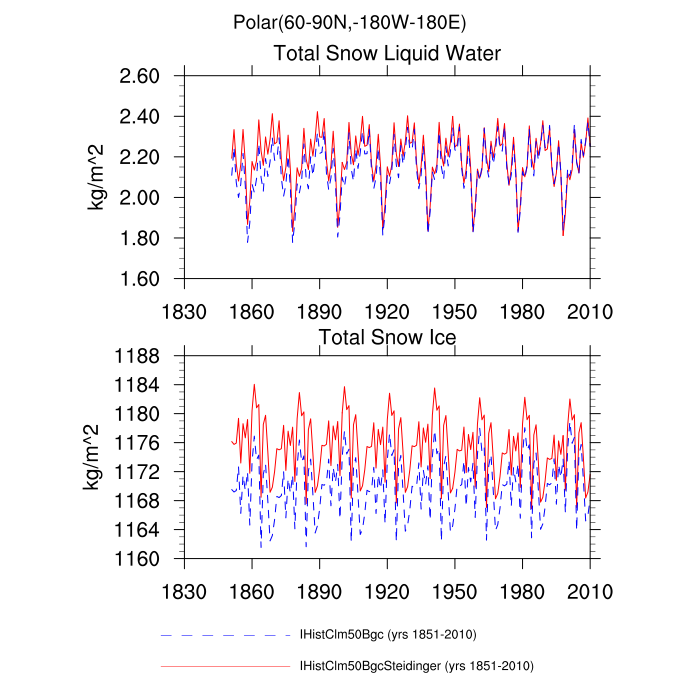 Polar(60-90N,-180W-180E)
Total Snow Liquid Water
2.60
2.40
2.20
2.00
1.80
1.60
kg/m^2
1830 1860 1890 1920 1950 1980 2010
Total Snow Ice
1188
1184
1180
1176
1172
1168
1164
1160
kg/m^2
1830 1860 1890 1920 1950 1980 2010
IHistClm50Bgc (yrs 1851-2010)
IHistClm50BgcSteidinger (yrs 1851-2010)